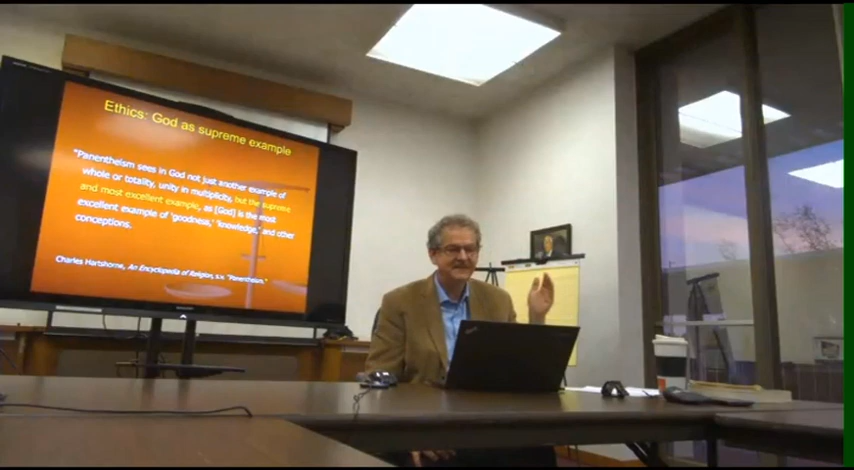 Ethics: God as supreme example
"Panentheism sees in God not just another example of
whole or totality, unity in multiplicity, but the supreme
and most excellent example, as [God] is the most
excellent example of 'goodness,' 'knowledge,' and other
conceptions.
Charles Hartshorne, An Encyclopedia of Religion, s.v. "Panentheism."